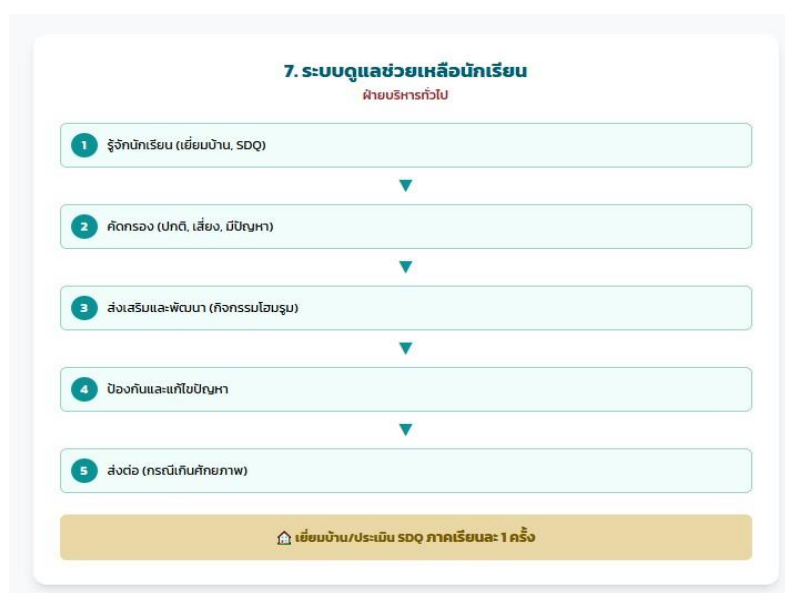 7. ระบบดูแลช่วยเหลือนักเรียน
ฝ่ายบริหารทั่วไป
1 รู้จักนักเรียน (เยี่ยมบ้าน, SDQ)
2 คัดกรอง (ปกติ, เสี่ยง, มีปัญหา)
3 ส่งเสริมและพัฒนา (กิจกรรมโฮมรูม)
4 ป้องกันและแก้ไขปัญหา
5 ส่งต่อ (กรณีเกินศักยภาพ)
เยี่ยมบ้าน/ประเมิน SDQ ภาคเรียนละ 1 ครั้ง